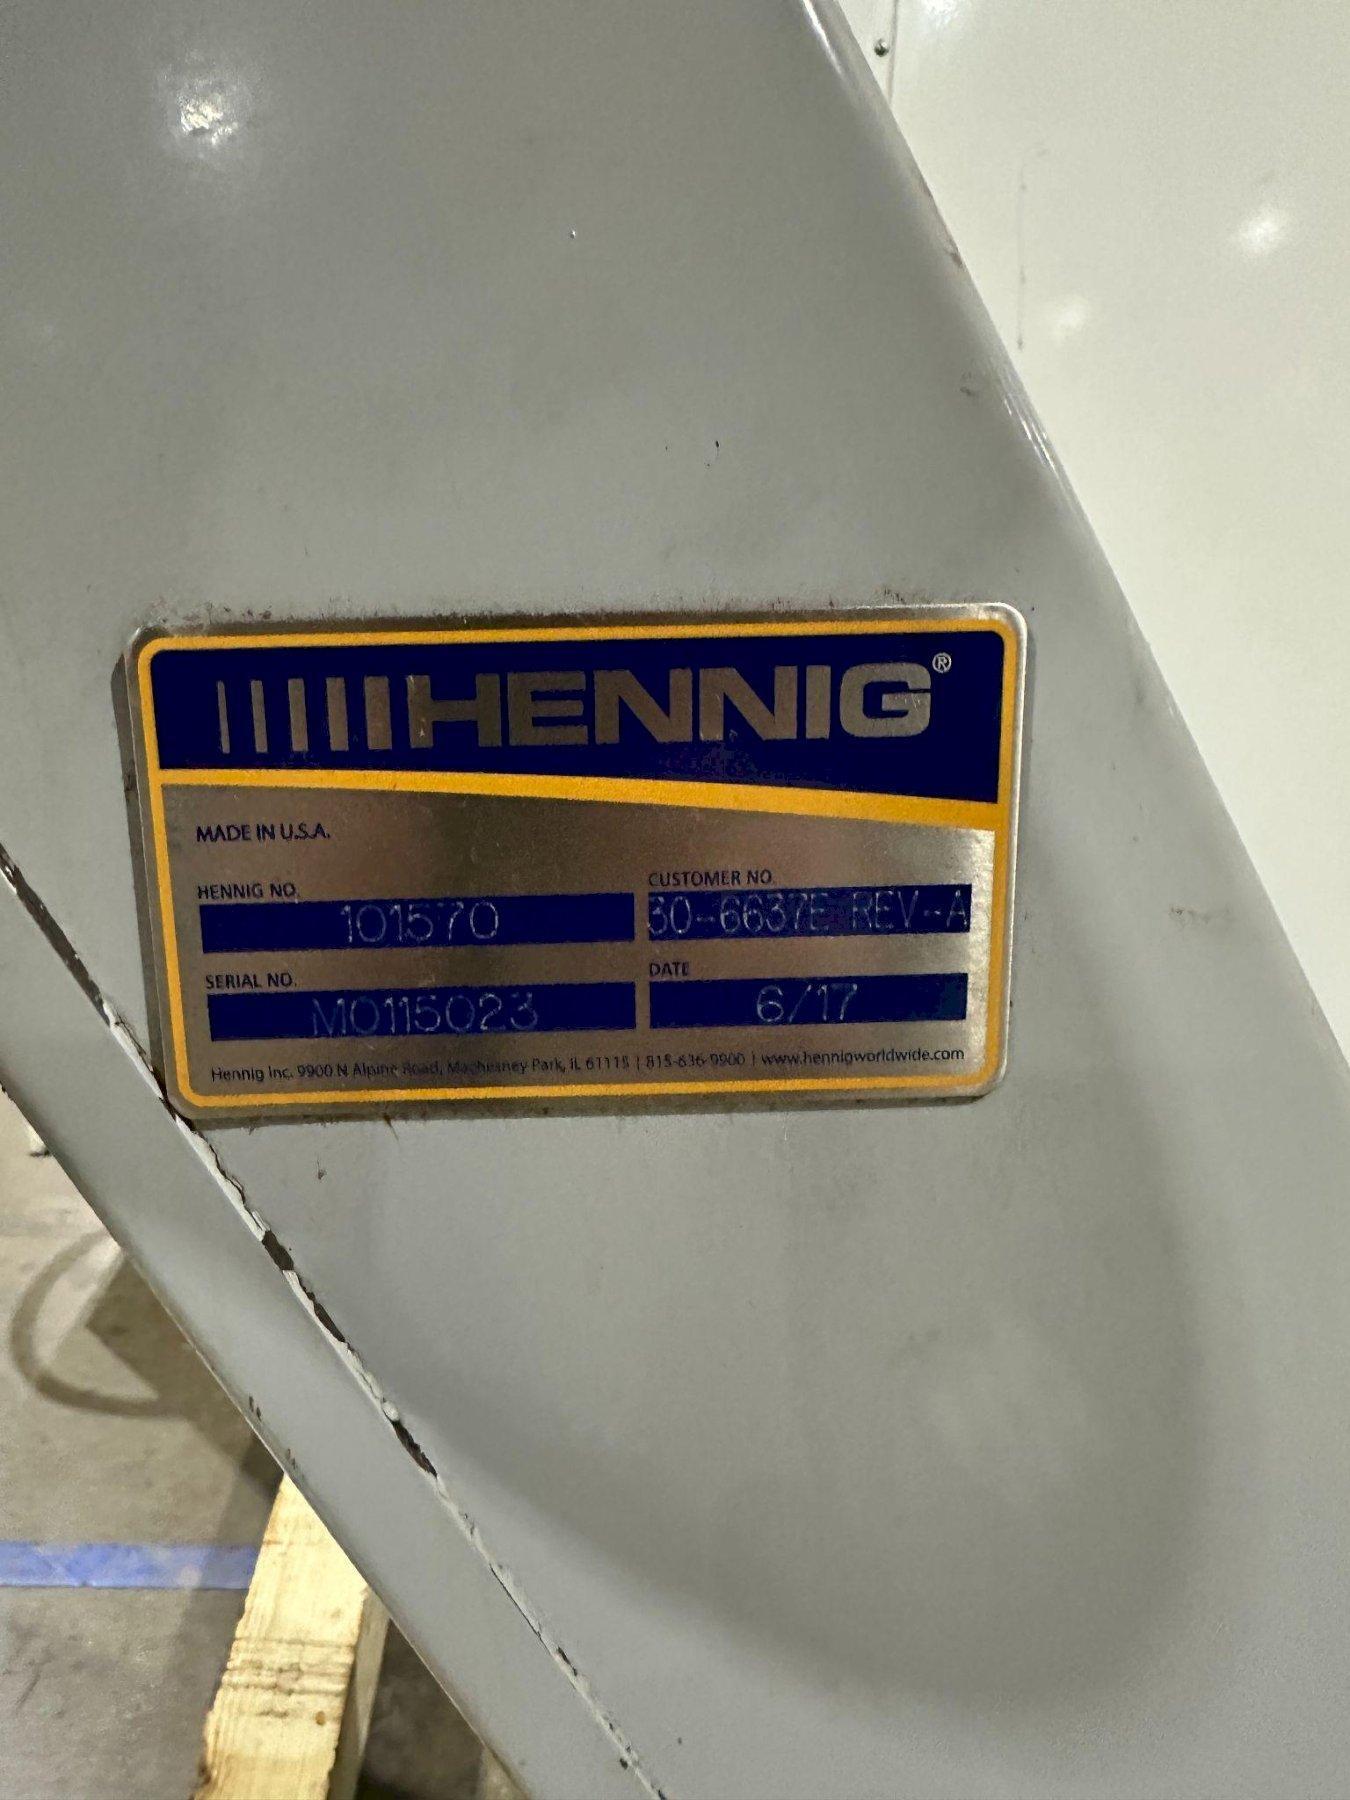 HENNIG®
MADE IN U.S.A.
HENNIG NO. CUSTOMER NO.
101570 30-6637E REV-A
SERIAL NO. DATE
M0115023 6/17
Hennig Inc. 9900 N Alpine Road, Machesney Park, IL 61115 | 815-636-9900 | www.hennigworldwide.com